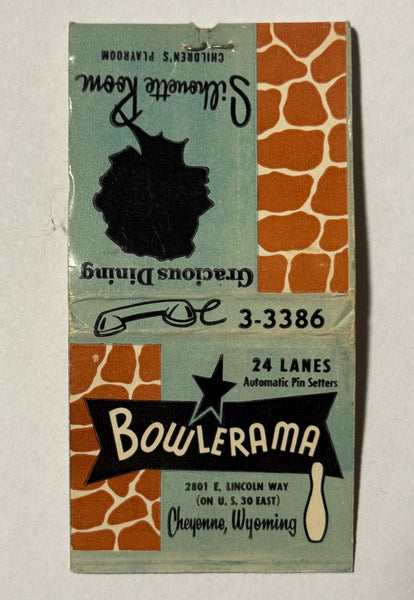 CHILDREN'S PLAYROOM
Silhouette Room
Gracious Dining
3-3386
24 LANES
Automatic Pin Setters
BOWLERAMA
2801 E. LINCOLN WAY
(ON U. S. 30 EAST)
Cheyenne, Wyoming